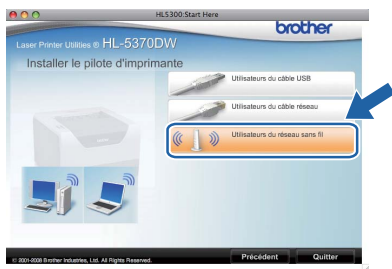 HL5300:Start Here
brother
Laser Printer Utilities ® HL-5370DW
Installer le pilote d'imprimante
Utilisateurs du câble USB
Utilisateurs du câble réseau
Utilisateurs du réseau sans fil
© 2001-2008 Brother Industries, Ltd. All Rights Reserved.
Précédent
Quitter